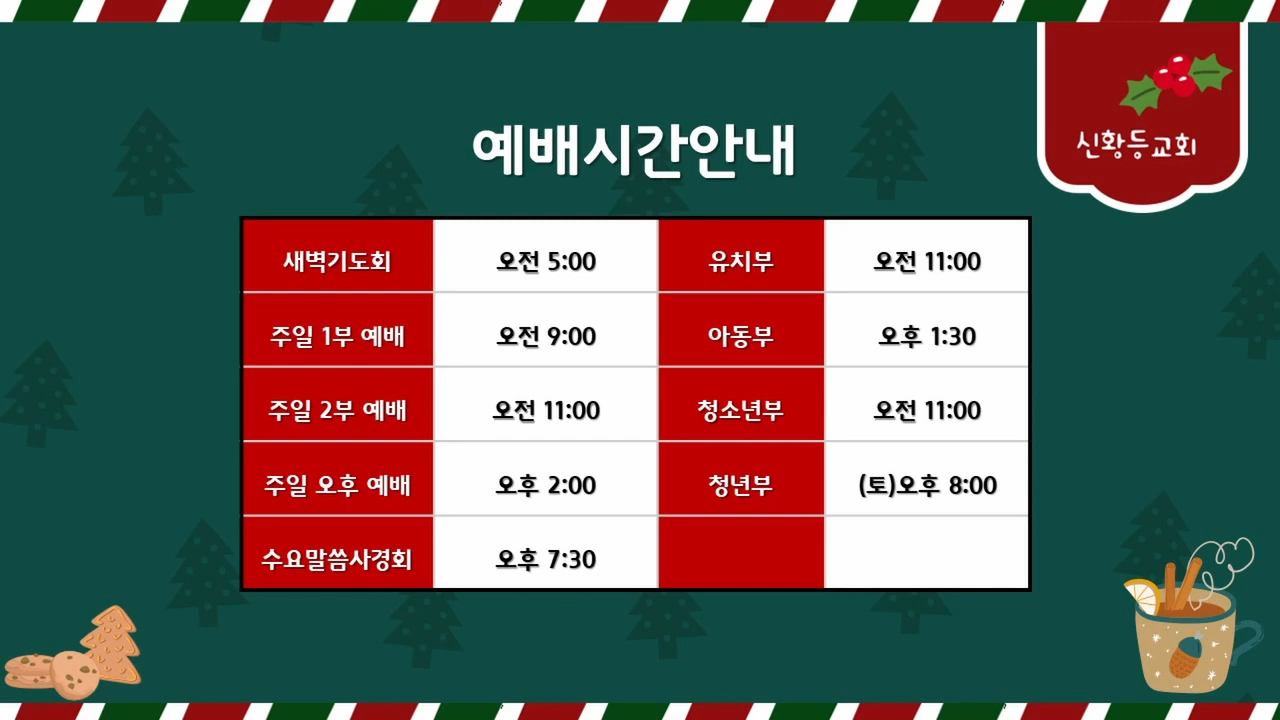 신황등교회
예배시간안내
새벽기도회 오전 5:00 유치부 오전 11:00
주일 1부 예배 오전 9:00 아동부 오후 1:30
주일 2부 예배 오전 11:00 청소년부 오전 11:00
주일 오후 예배 오후 2:00 청년부 (토)오후 8:00
수요말씀사경회 오후 7:30